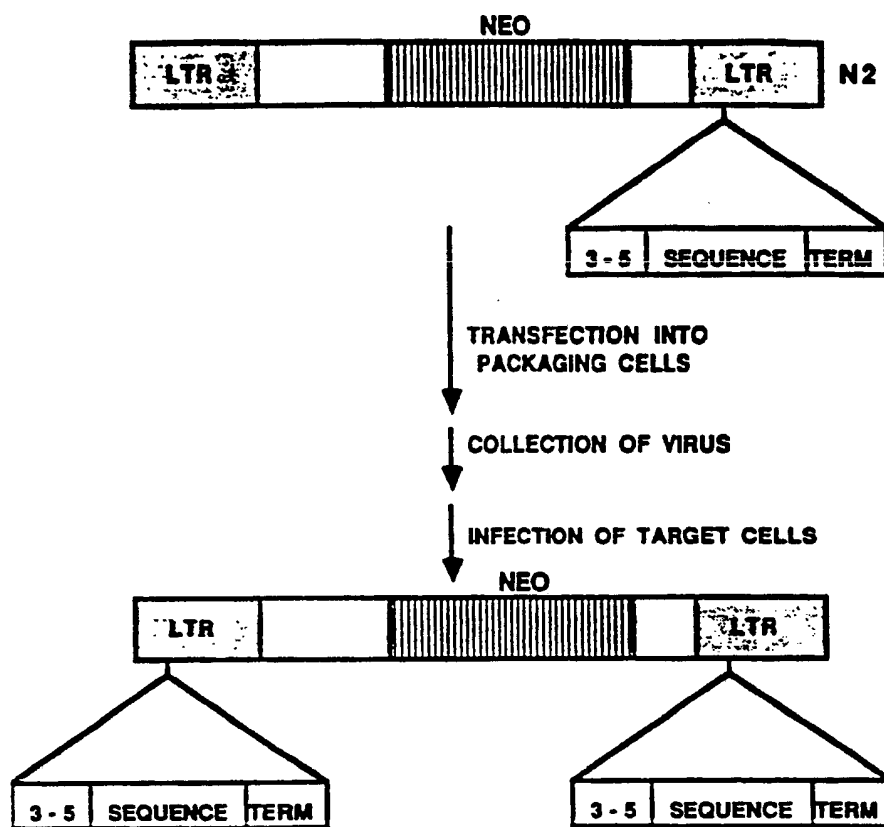 NEO
LTR LTR N2
3 - 5 SEQUENCE TERM
TRANSFECTION INTO
PACKAGING CELLS
COLLECTION OF VIRUS
INFECTION OF TARGET CELLS
NEO
LTR LTR
3 - 5 SEQUENCE TERM 3 - 5 SEQUENCE TERM